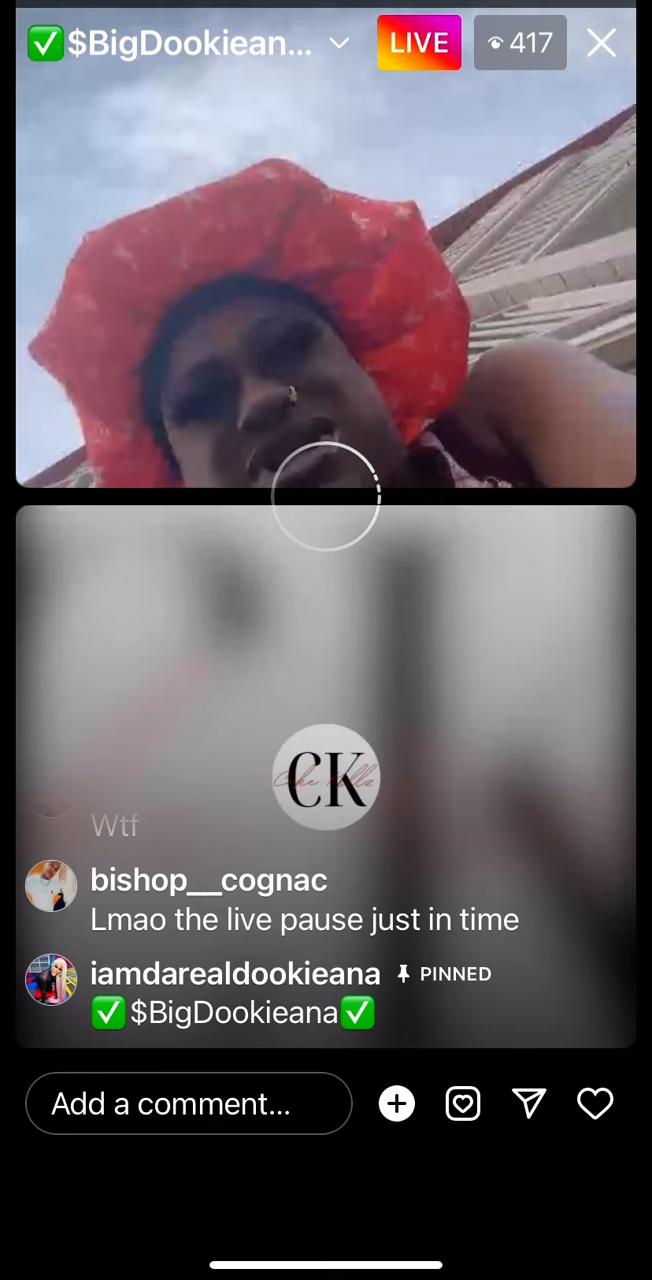 ✅$BigDookiean...
LIVE
417
CK
Wtf
bishop__cognac
Lmao the live pause just in time
iamdarealdookieana PINNED
✅$BigDookieana✅
Add a comment...